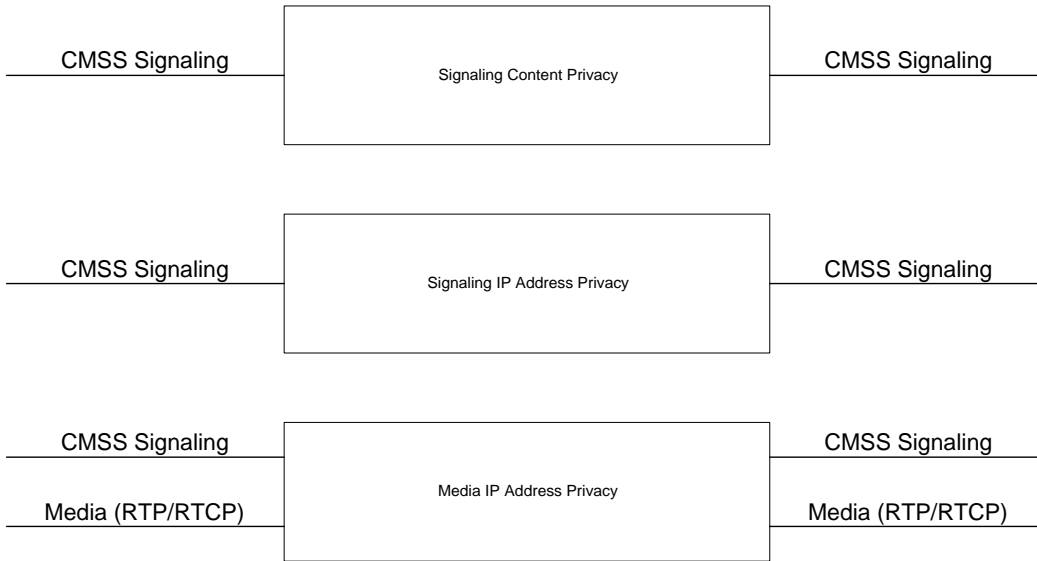 CMSS Signaling
Signaling Content Privacy
CMSS Signaling
CMSS Signaling
Signaling IP Address Privacy
CMSS Signaling
CMSS Signaling
CMSS Signaling
Media IP Address Privacy
Media (RTP/RTCP)
Media (RTP/RTCP)